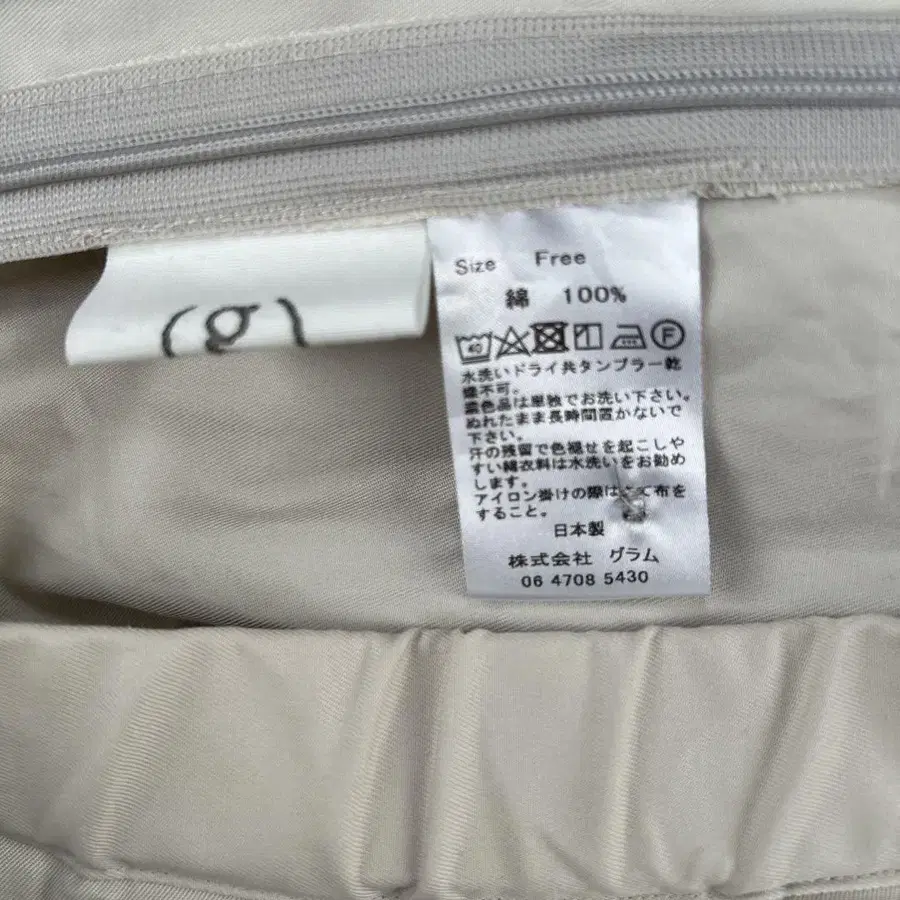 (g)
Size Free
綿 100%
40
F
水洗いドライ共タンブラー乾
燥不可。
濃色品は単独でお洗い下さい。
ぬれたまま長時間置かないで
下さい。
汗の残留で色褪せを起こしや
すい綿衣料は水洗いをお勧め
します。
アイロン掛けの際は当て布を
すること。
日本製
株式会社 グラム
06 4708 5430